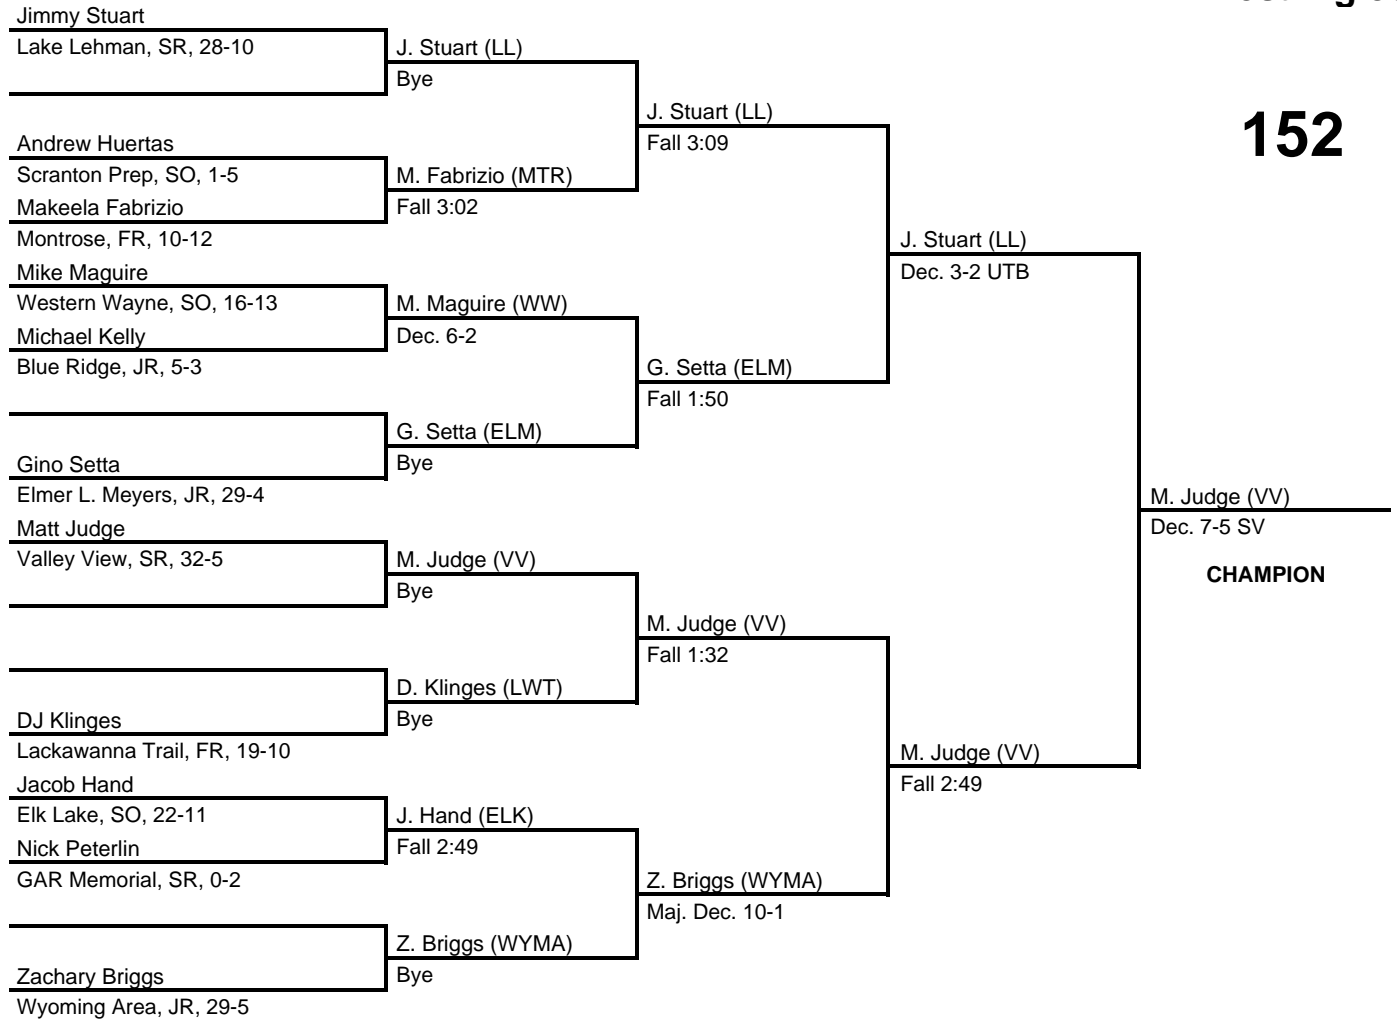 Jimmy Stuart
Lake Lehman, SR, 28-10
J. Stuart (LL)
Bye
J. Stuart (LL)
Fall 3:09
152
Andrew Huertas
Scranton Prep, SO, 1-5
M. Fabrizio (MTR)
Makeela Fabrizio
Fall 3:02
Montrose, FR, 10-12
J. Stuart (LL)
Dec. 3-2 UTB
Mike Maguire
Western Wayne, SO, 16-13
M. Maguire (WW)
Michael Kelly
Dec. 6-2
Blue Ridge, JR, 5-3
G. Setta (ELM)
Fall 1:50
G. Setta (ELM)
Gino Setta
Bye
Elmer L. Meyers, JR, 29-4
M. Judge (VV)
Dec. 7-5 SV
CHAMPION
Matt Judge
Valley View, SR, 32-5
M. Judge (VV)
Bye
M. Judge (VV)
Fall 1:32
D. Klinges (LWT)
DJ Klinges
Bye
Lackawanna Trail, FR, 19-10
M. Judge (VV)
Fall 2:49
Jacob Hand
Elk Lake, SO, 22-11
J. Hand (ELK)
Nick Peterlin
Fall 2:49
GAR Memorial, SR, 0-2
Z. Briggs (WYMA)
Maj. Dec. 10-1
Z. Briggs (WYMA)
Zachary Briggs
Bye
Wyoming Area, JR, 29-5